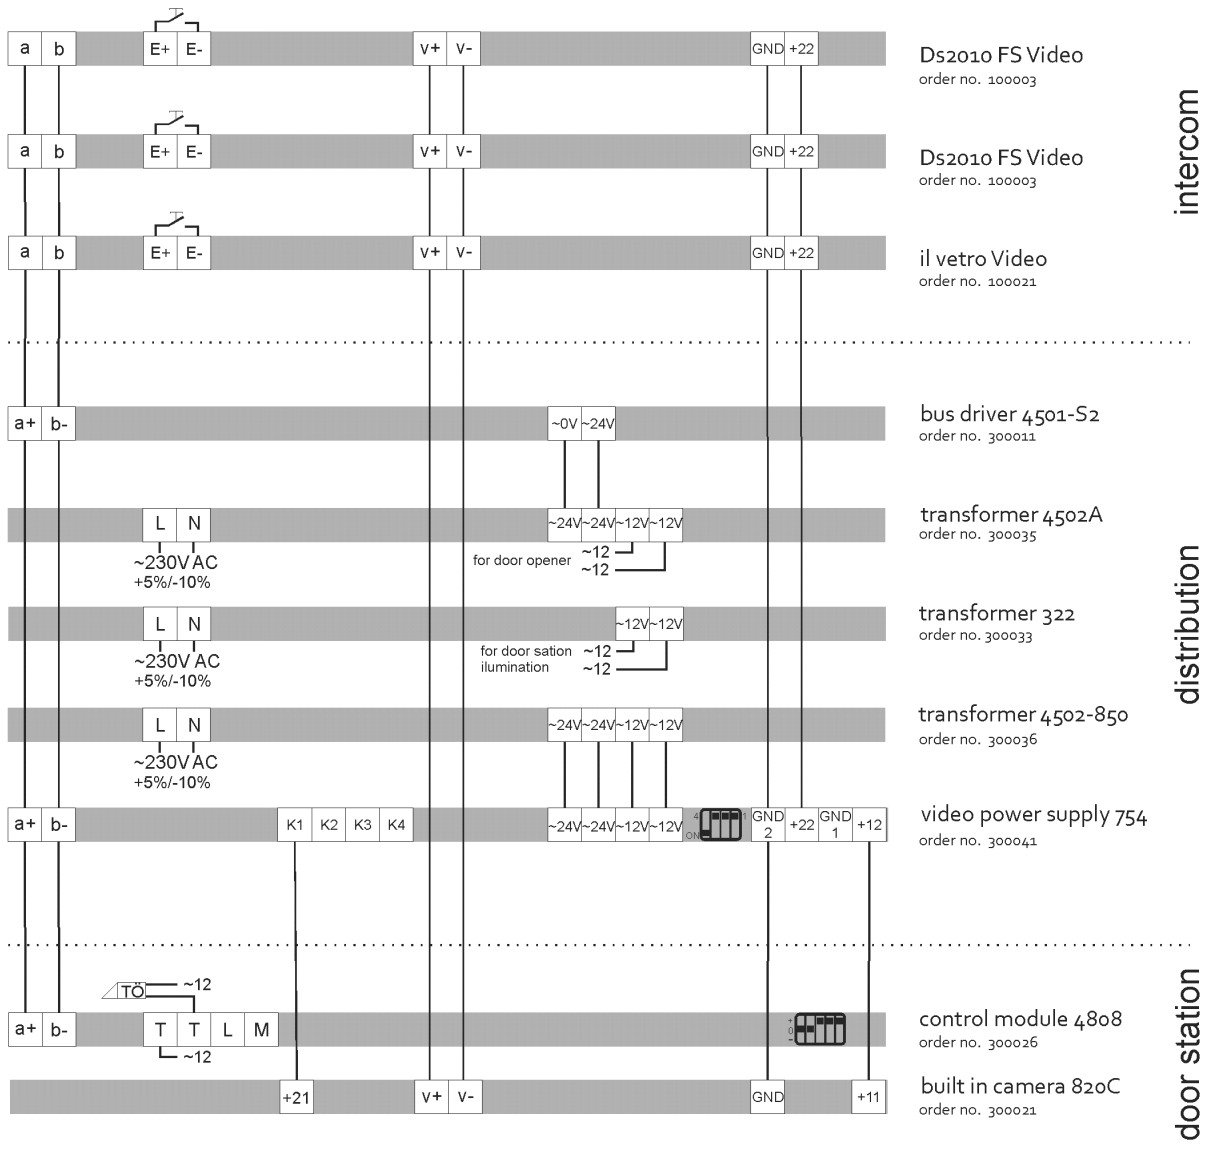 a b E+ E- v+ v- GND +22 Ds2010 FS Video
order no. 100003
a b E+ E- v+ v- GND +22 Ds2010 FS Video
order no. 100003
intercom
a b E+ E- v+ v- GND +22 il vetro Video
order no. 100021
a+ b- ~0V ~24V bus driver 4501-S2
order no. 300011
L N ~24V ~24V ~12V ~12V transformer 4502A
order no. 300035
~230V AC
+5%/-10%
for door opener ~12
~12
distribution
L N ~12V ~12V transformer 322
order no. 300033
~230V AC
+5%/-10%
for door sation ~12
ilumination ~12
L N ~24V ~24V ~12V ~12V transformer 4502-850
order no. 300036
~230V AC
+5%/-10%
a+ b- K1 K2 K3 K4 ~24V ~24V ~12V ~12V 4 1 ON GND 2 +22 GND 1 +12 video power supply 754
order no. 300041
TÖ ~12
a+ b- T T L M + 0 - control module 4808
order no. 300026
~12
door station
+21 v+ v- GND +11 built in camera 820C
order no. 300021